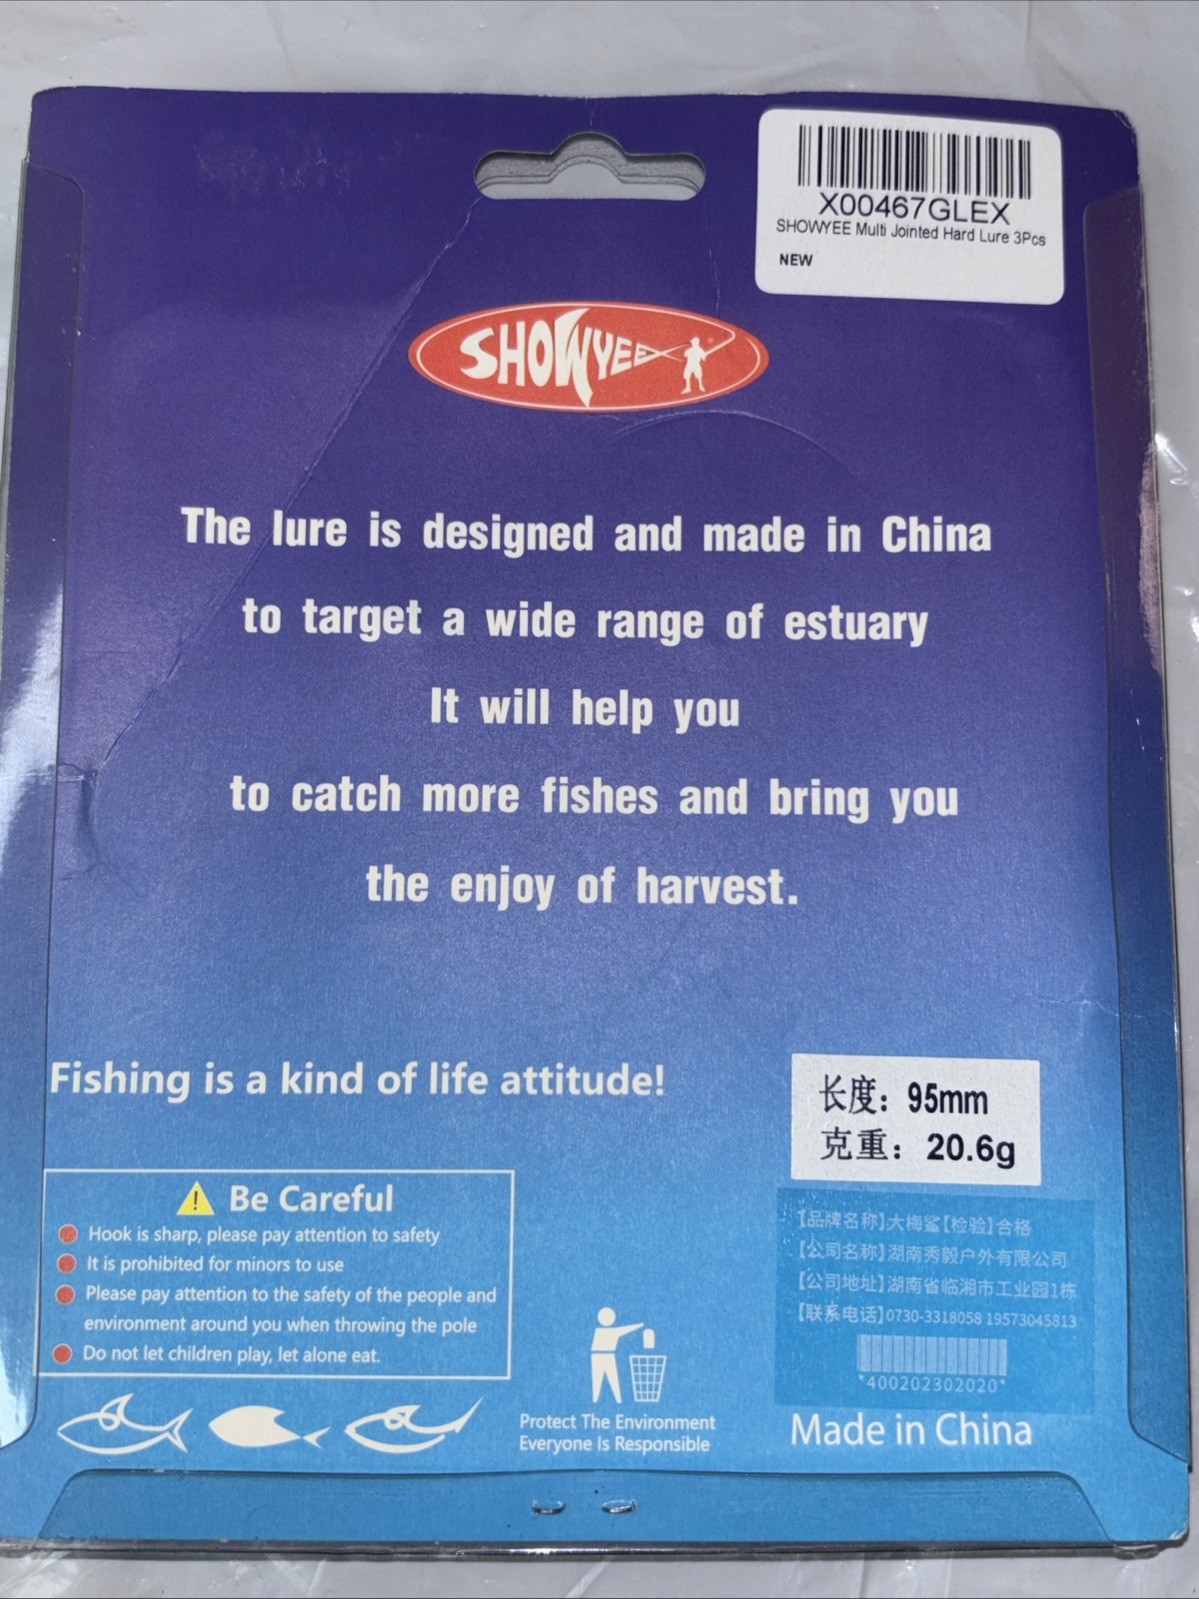 X00467GLEX
SHOWYEE Multi Jointed Hard Lure 3Pcs
NEW
SHOWYEE
The lure is designed and made in China
to target a wide range of estuary
It will help you
to catch more fishes and bring you
the enjoy of harvest.
Fishing is a kind of life attitude!
长度：95mm
克重：20.6g
Be Careful
Hook is sharp, please pay attention to safety
It is prohibited for minors to use
Please pay attention to the safety of the people and
environment around you when throwing the pole
Do not let children play, let alone eat.
【品牌名称】大梅鲨【检验】合格
【公司名称】湖南秀毅户外有限公司
【公司地址】湖南省临湘市工业园1栋
【联系电话】0730-3318058 19573045813
*400202302020*
Protect The Environment
Everyone Is Responsible
Made in China